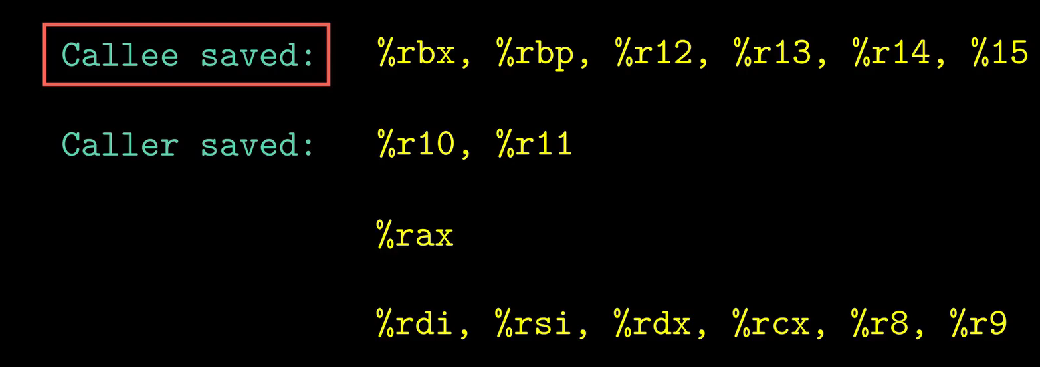 Callee saved: %rbx, %rbp, %r12, %r13, %r14, %15
Caller saved: %r10, %r11
%rax
%rdi, %rsi, %rdx, %rcx, %r8, %r9